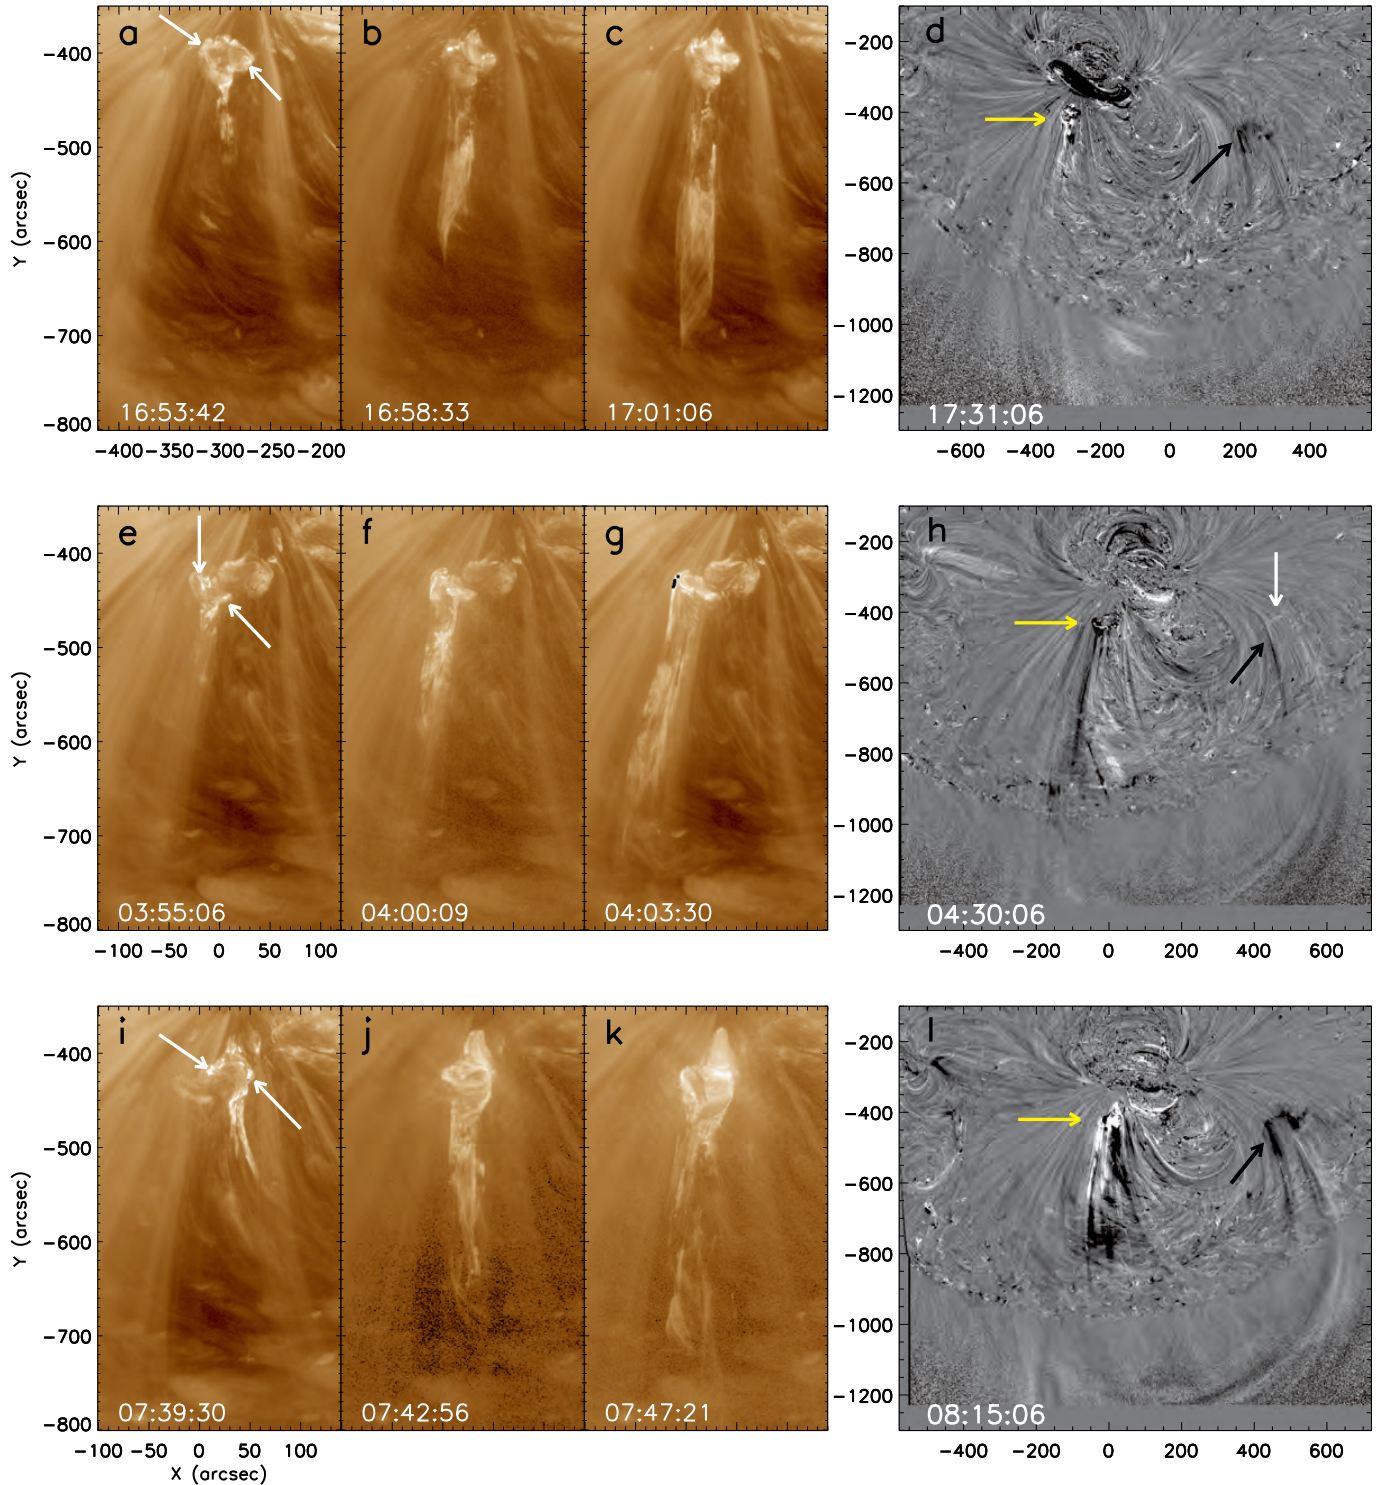 a
b
c
d
−400
−500
−600
−700
−800
Y (arcsec)
16:53:42
16:58:33
17:01:06
17:31:06
−400 −350 −300 −250 −200
−200
−400
−600
−800
−1000
−1200
−600 −400 −200 0 200 400
e
f
g
h
−400
−500
−600
−700
−800
Y (arcsec)
03:55:06
04:00:09
04:03:30
04:30:06
−100 −50 0 50 100
−200
−400
−600
−800
−1000
−1200
−400 −200 0 200 400 600
i
j
k
l
−400
−500
−600
−700
−800
Y (arcsec)
07:39:30
07:42:56
07:47:21
08:15:06
−100 −50 0 50 100
X (arcsec)
−200
−400
−600
−800
−1000
−1200
−400 −200 0 200 400 600